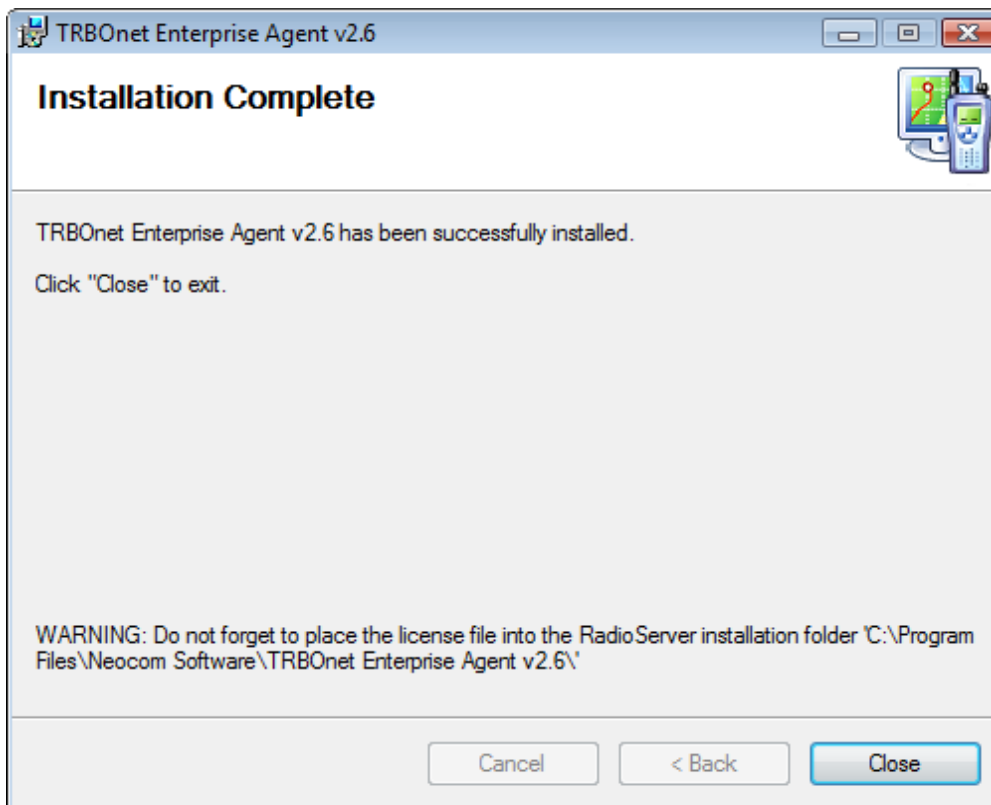 TRBOnet Enterprise Agent v2.6
Installation Complete
TRBOnet Enterprise Agent v2.6 has been successfully installed.
Click "Close" to exit.
WARNING: Do not forget to place the license file into the RadioServer installation folder 'C:\Program
Files\Neocom Software\TRBOnet Enterprise Agent v2.6\'
Cancel
< Back
Close